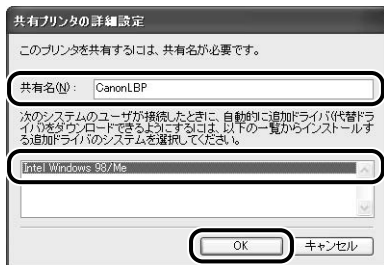 共有プリンタの詳細設定
このプリンタを共有するには、共有名が必要です。
共有名(N)： CanonLBP
次のシステムのユーザが接続したときに、自動的に追加ドライバ(代替ドラ
イバ)をダウンロードできるようにするには、以下の一覧からインストールす
る追加ドライバのシステムを選択してください。
Intel Windows 98/Me
OK キャンセル